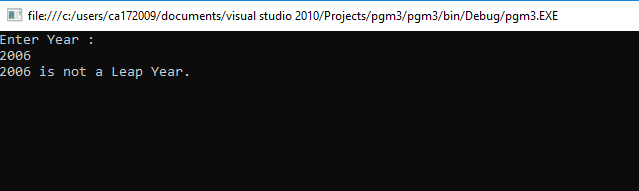 file:///c:/users/ca172009/documents/visual studio 2010/Projects/pgm3/pgm3/bin/Debug/pgm3.EXE
Enter Year :
2006
2006 is not a Leap Year.